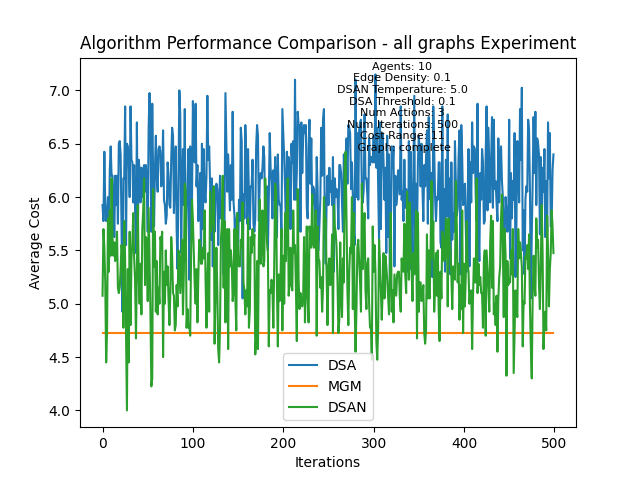 Algorithm Performance Comparison - all graphs Experiment
Agents: 10
Edge Density: 0.1
DSAN Temperature: 5.0
DSA Threshold: 0.1
Num Actions:
Num Iterations: 500
Cost Range: 11
Graph: complete
7.0
6.5
6.0
5.5
5.0
4.5
4.0
Average Cost
DSA
MGM
DSAN
0
100
200
300
400
500
Iterations